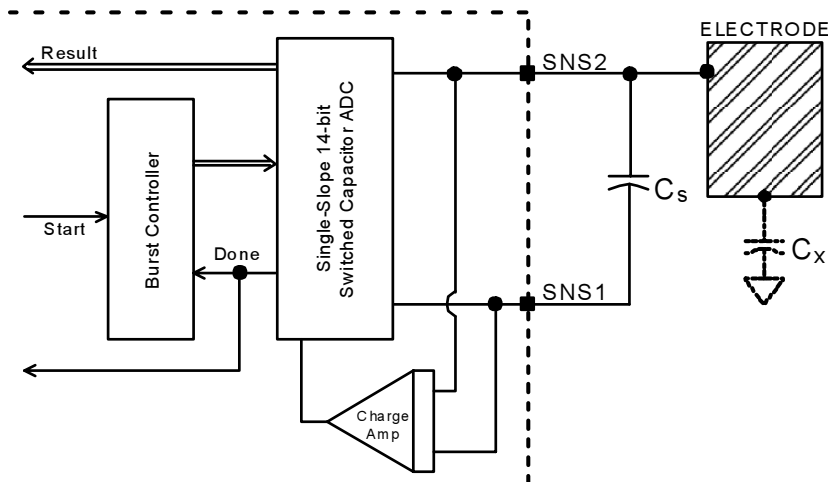 ELECTRODE
Result
SNS2
Burst Controller
Single-Slope 14-bit
Switched Capacitor ADC
Cs
Start
Done
Cx
SNS1
Charge
Amp